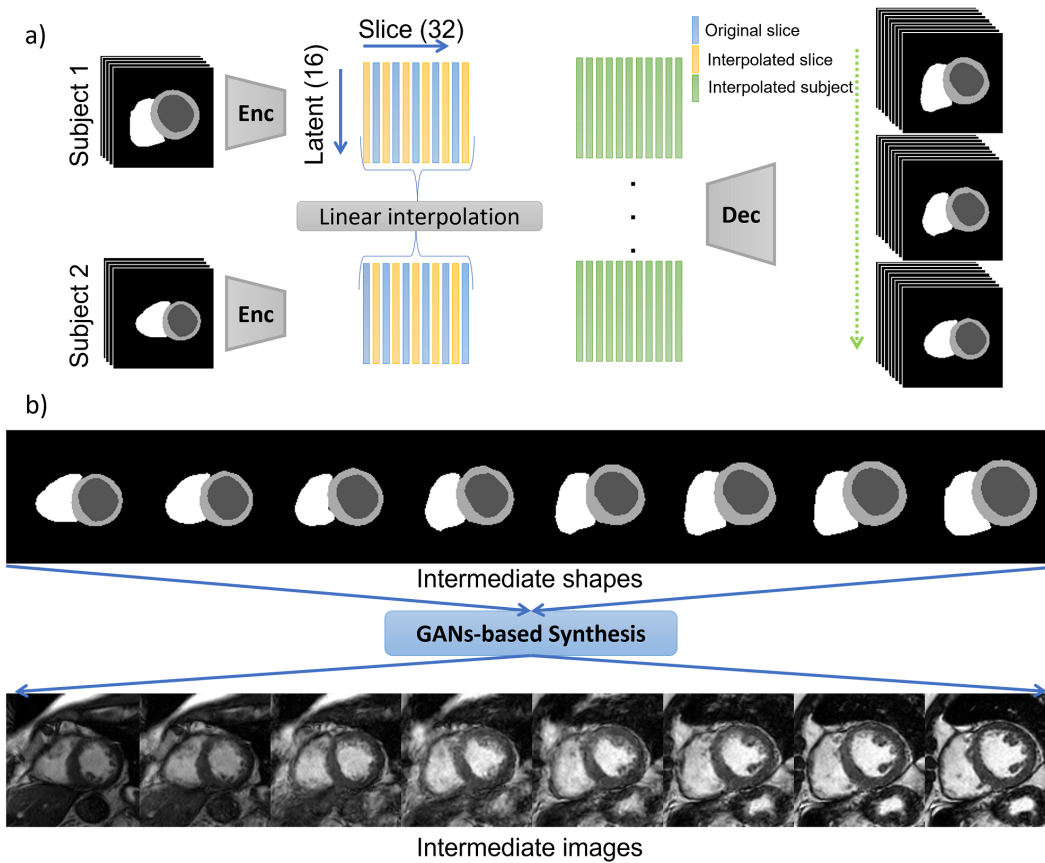 a)
Slice (32)
Original slice
Interpolated slice
Interpolated subject
Subject 1
Enc
Latent (16)
Linear interpolation
Dec
Subject 2
Enc
b)
Intermediate shapes
GANs-based Synthesis
Intermediate images